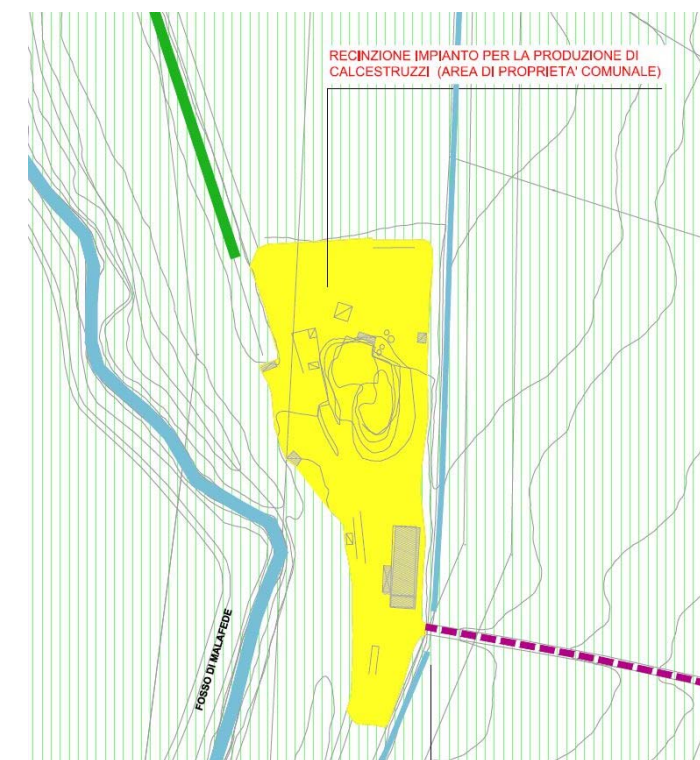 RECINZIONE IMPIANTO PER LA PRODUZIONE DI
CALCESTRUZZI (AREA DI PROPRIETA' COMUNALE)
FOSSO DI MALAFEDE